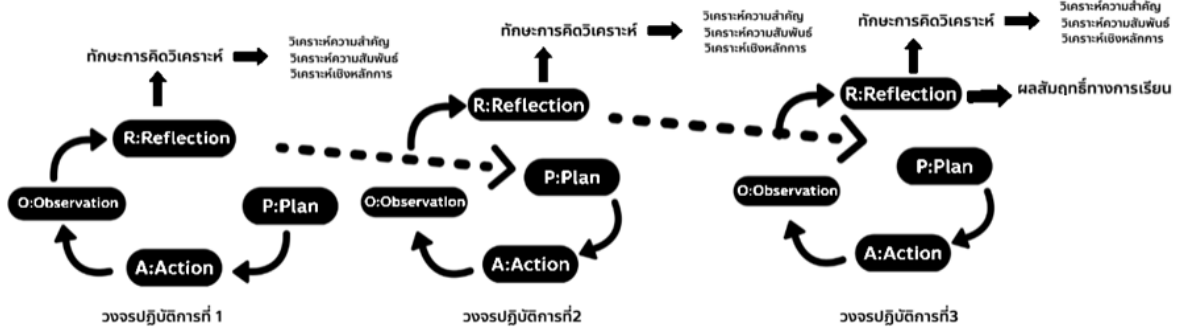 ทักษะการคิดวิเคราะห์
วิเคราะห์ความสำคัญ
วิเคราะห์ความสัมพันธ์
วิเคราะห์เชิงหลักการ
R:Reflection
O:Observation
P:Plan
A:Action
วงจรปฏิบัติการที่ 1
ทักษะการคิดวิเคราะห์
วิเคราะห์ความสำคัญ
วิเคราะห์ความสัมพันธ์
วิเคราะห์เชิงหลักการ
R:Reflection
P:Plan
O:Observation
A:Action
วงจรปฏิบัติการที่2
ทักษะการคิดวิเคราะห์
วิเคราะห์ความสำคัญ
วิเคราะห์ความสัมพันธ์
วิเคราะห์เชิงหลักการ
R:Reflection
ผลสัมฤทธิ์ทางการเรียน
P:Plan
O:Observation
A:Action
วงจรปฏิบัติการที่3